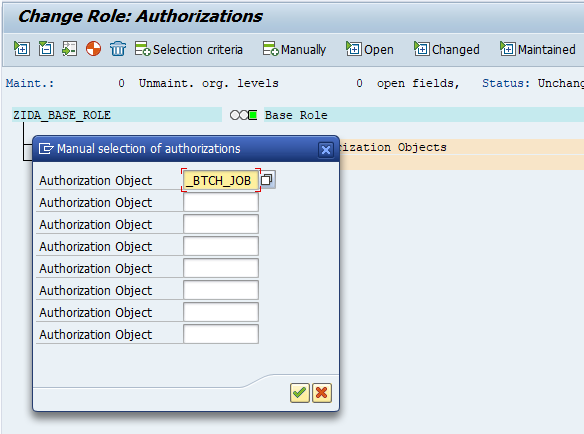 Change Role: Authorizations
Selection criteria Manually Open Changed Maintained
Maint.: 0 Unmaint. org. levels 0 open fields, Status: Unchang
ZIDA_BASE_ROLE Base Role
Manual selection of authorizations
ization Objects
Authorization Object _BTCH_JOB
Authorization Object
Authorization Object
Authorization Object
Authorization Object
Authorization Object
Authorization Object
Authorization Object